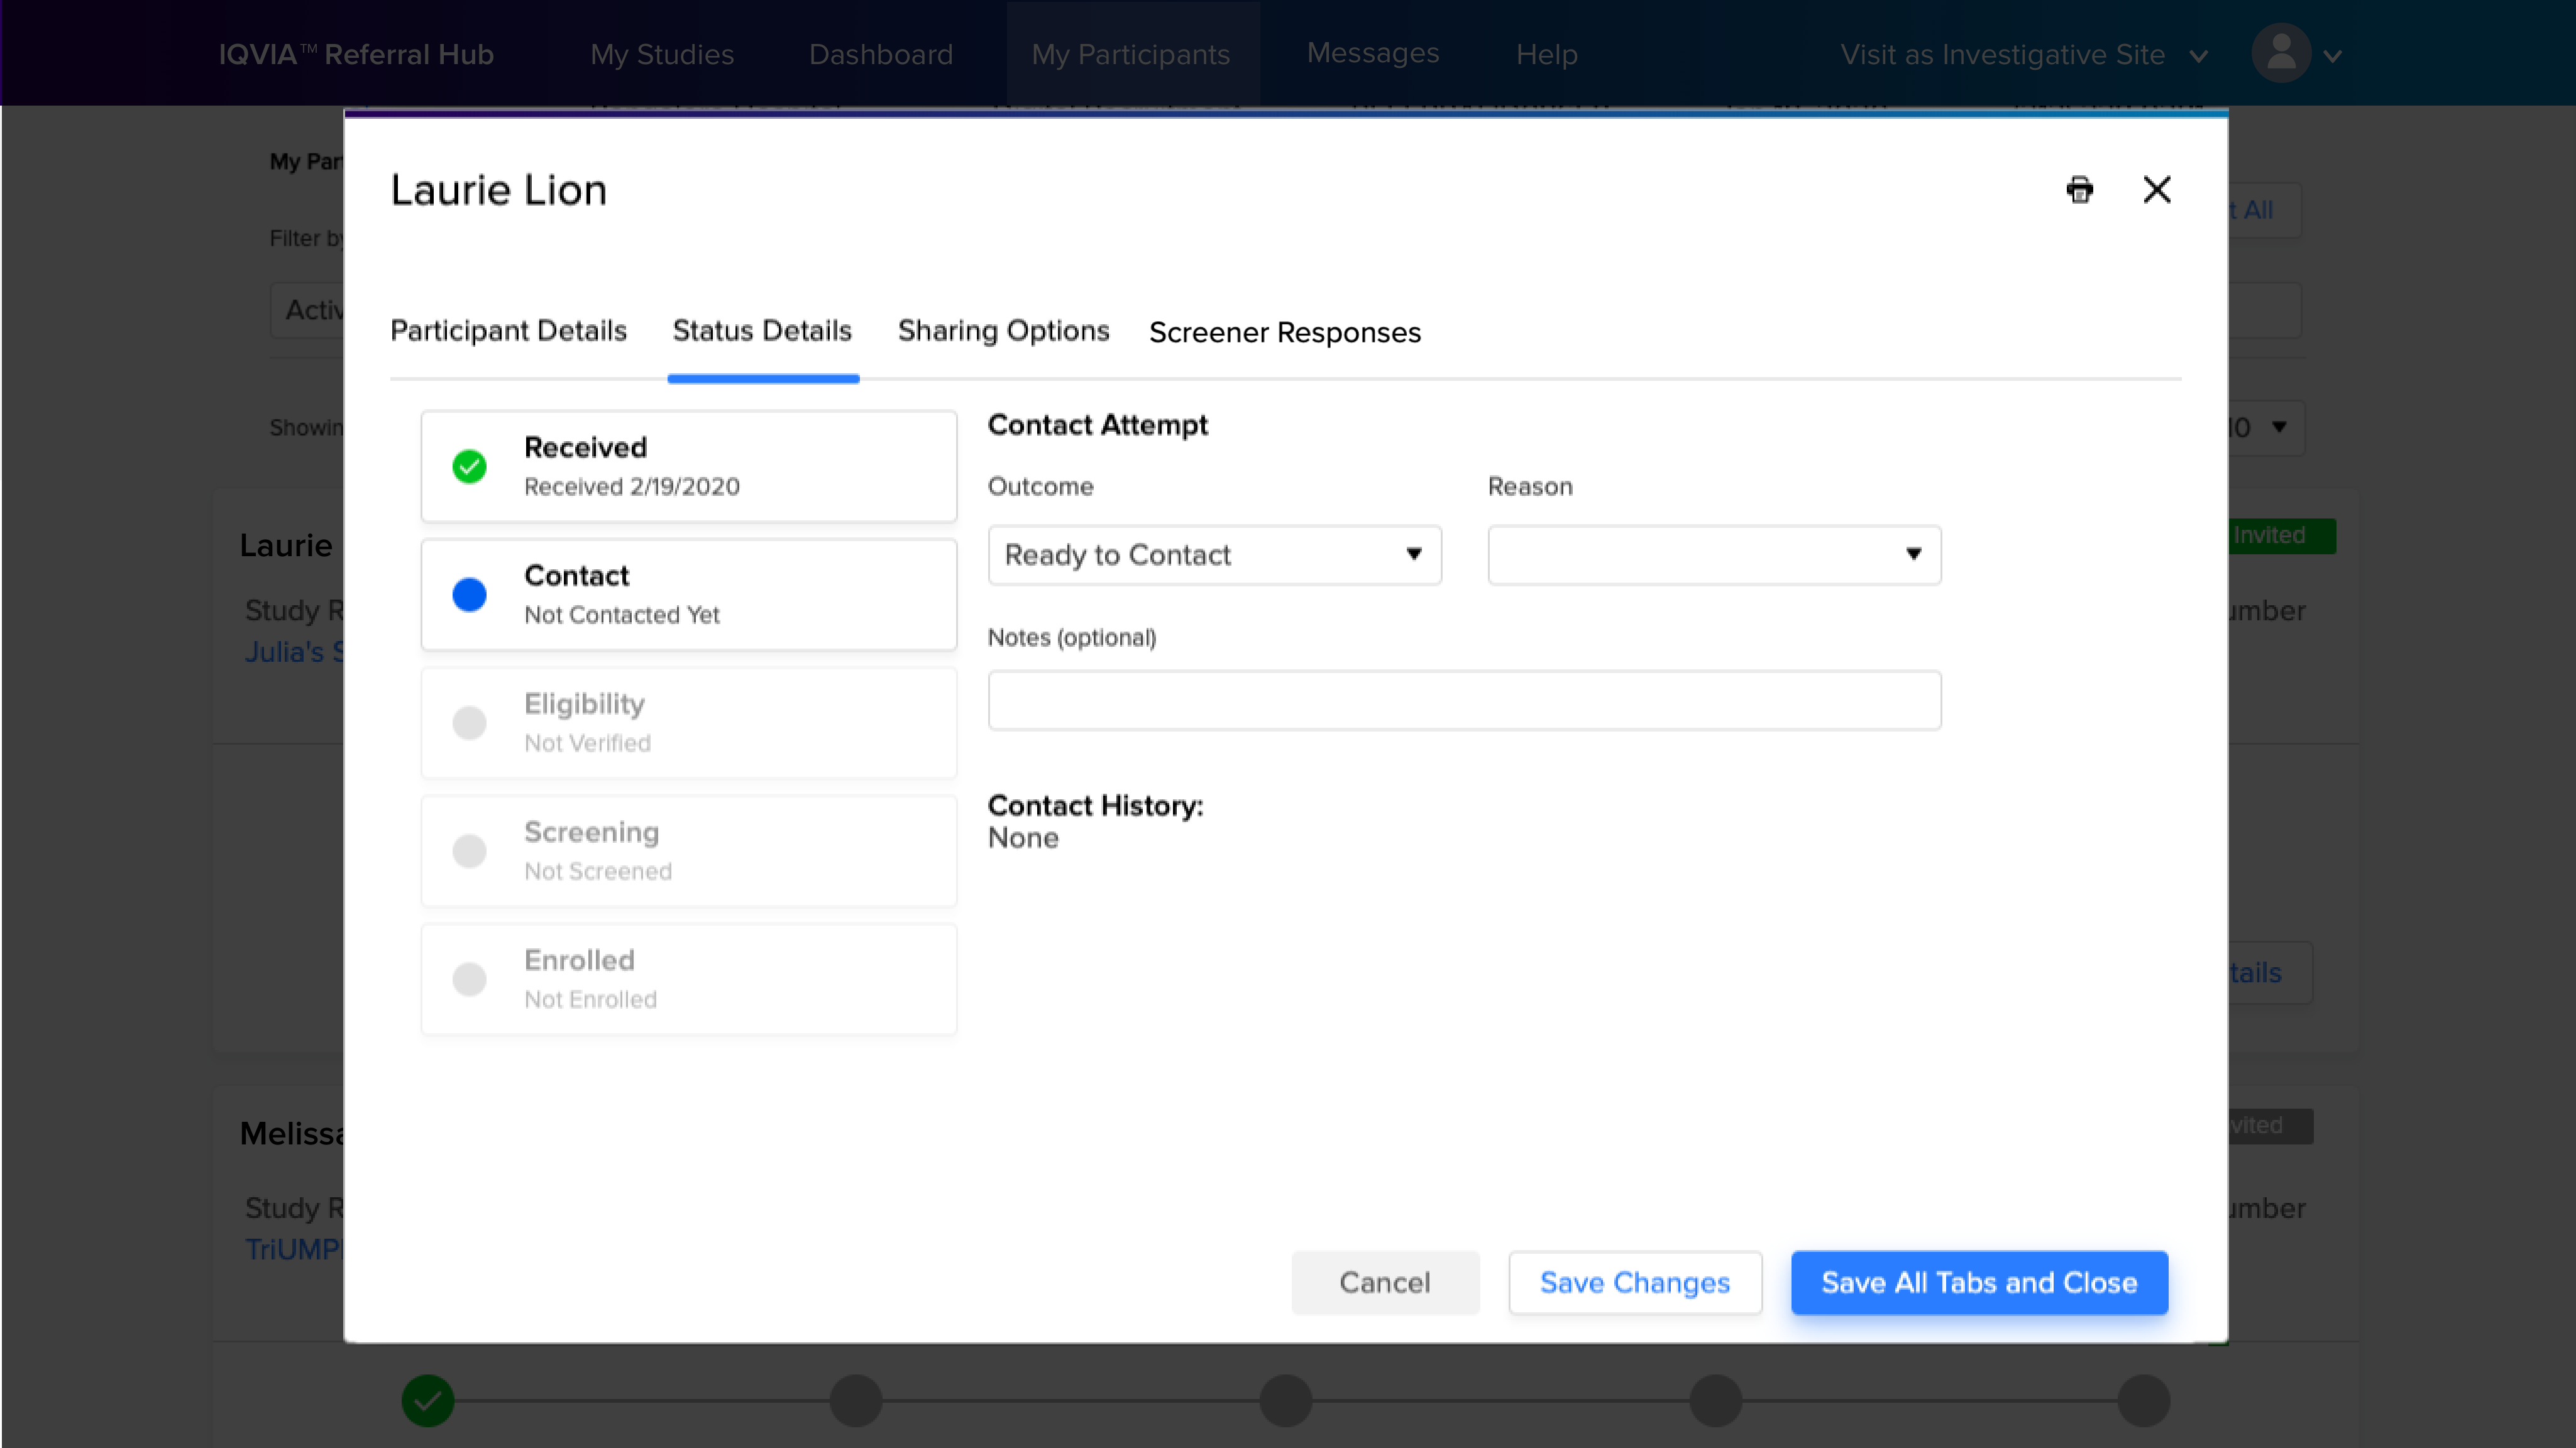 IQVIA™ Referral Hub My Studies Dashboard My Participants Messages Help Visit as Investigative Site
My Par
Laurie Lion
t All
Filter by
Activ
Participant Details Status Details Sharing Options Screener Responses
Showin
10
Received
Received 2/19/2020
Contact
Not Contacted Yet
Eligibility
Not Verified
Screening
Not Screened
Enrolled
Not Enrolled
Contact Attempt
Outcome Reason
Ready to Contact
Notes (optional)
Contact History:
None
Laurie
Invited
Study R
umber
Julia's S
tails
Melissa
vited
Study R
umber
TriUMP
Cancel Save Changes Save All Tabs and Close